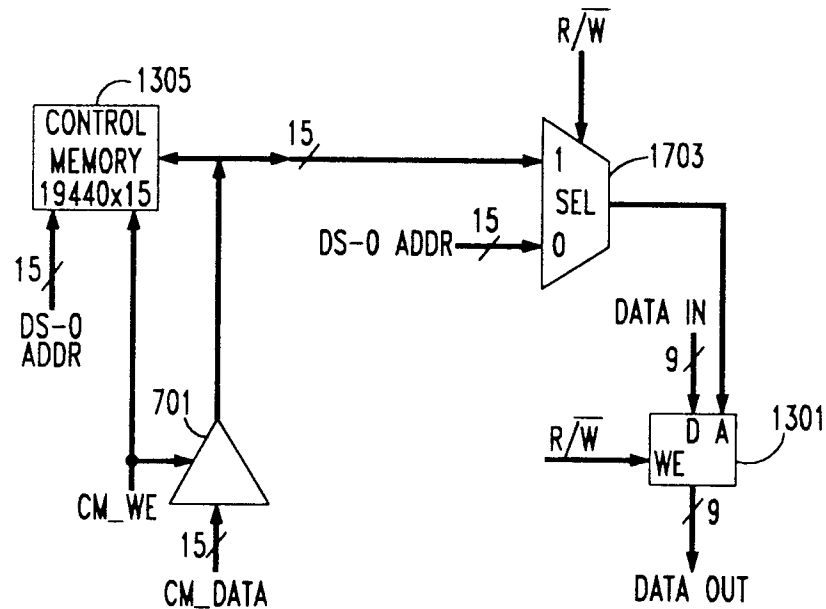 R/W̅
1305
CONTROL
MEMORY
19440x15
15
1
1703
SEL
DS-0 ADDR
15
0
15
DS-0
ADDR
DATA IN
9
701
D A
1301
R/W̅
WE
CM_WE
9
15
CM_DATA
DATA OUT